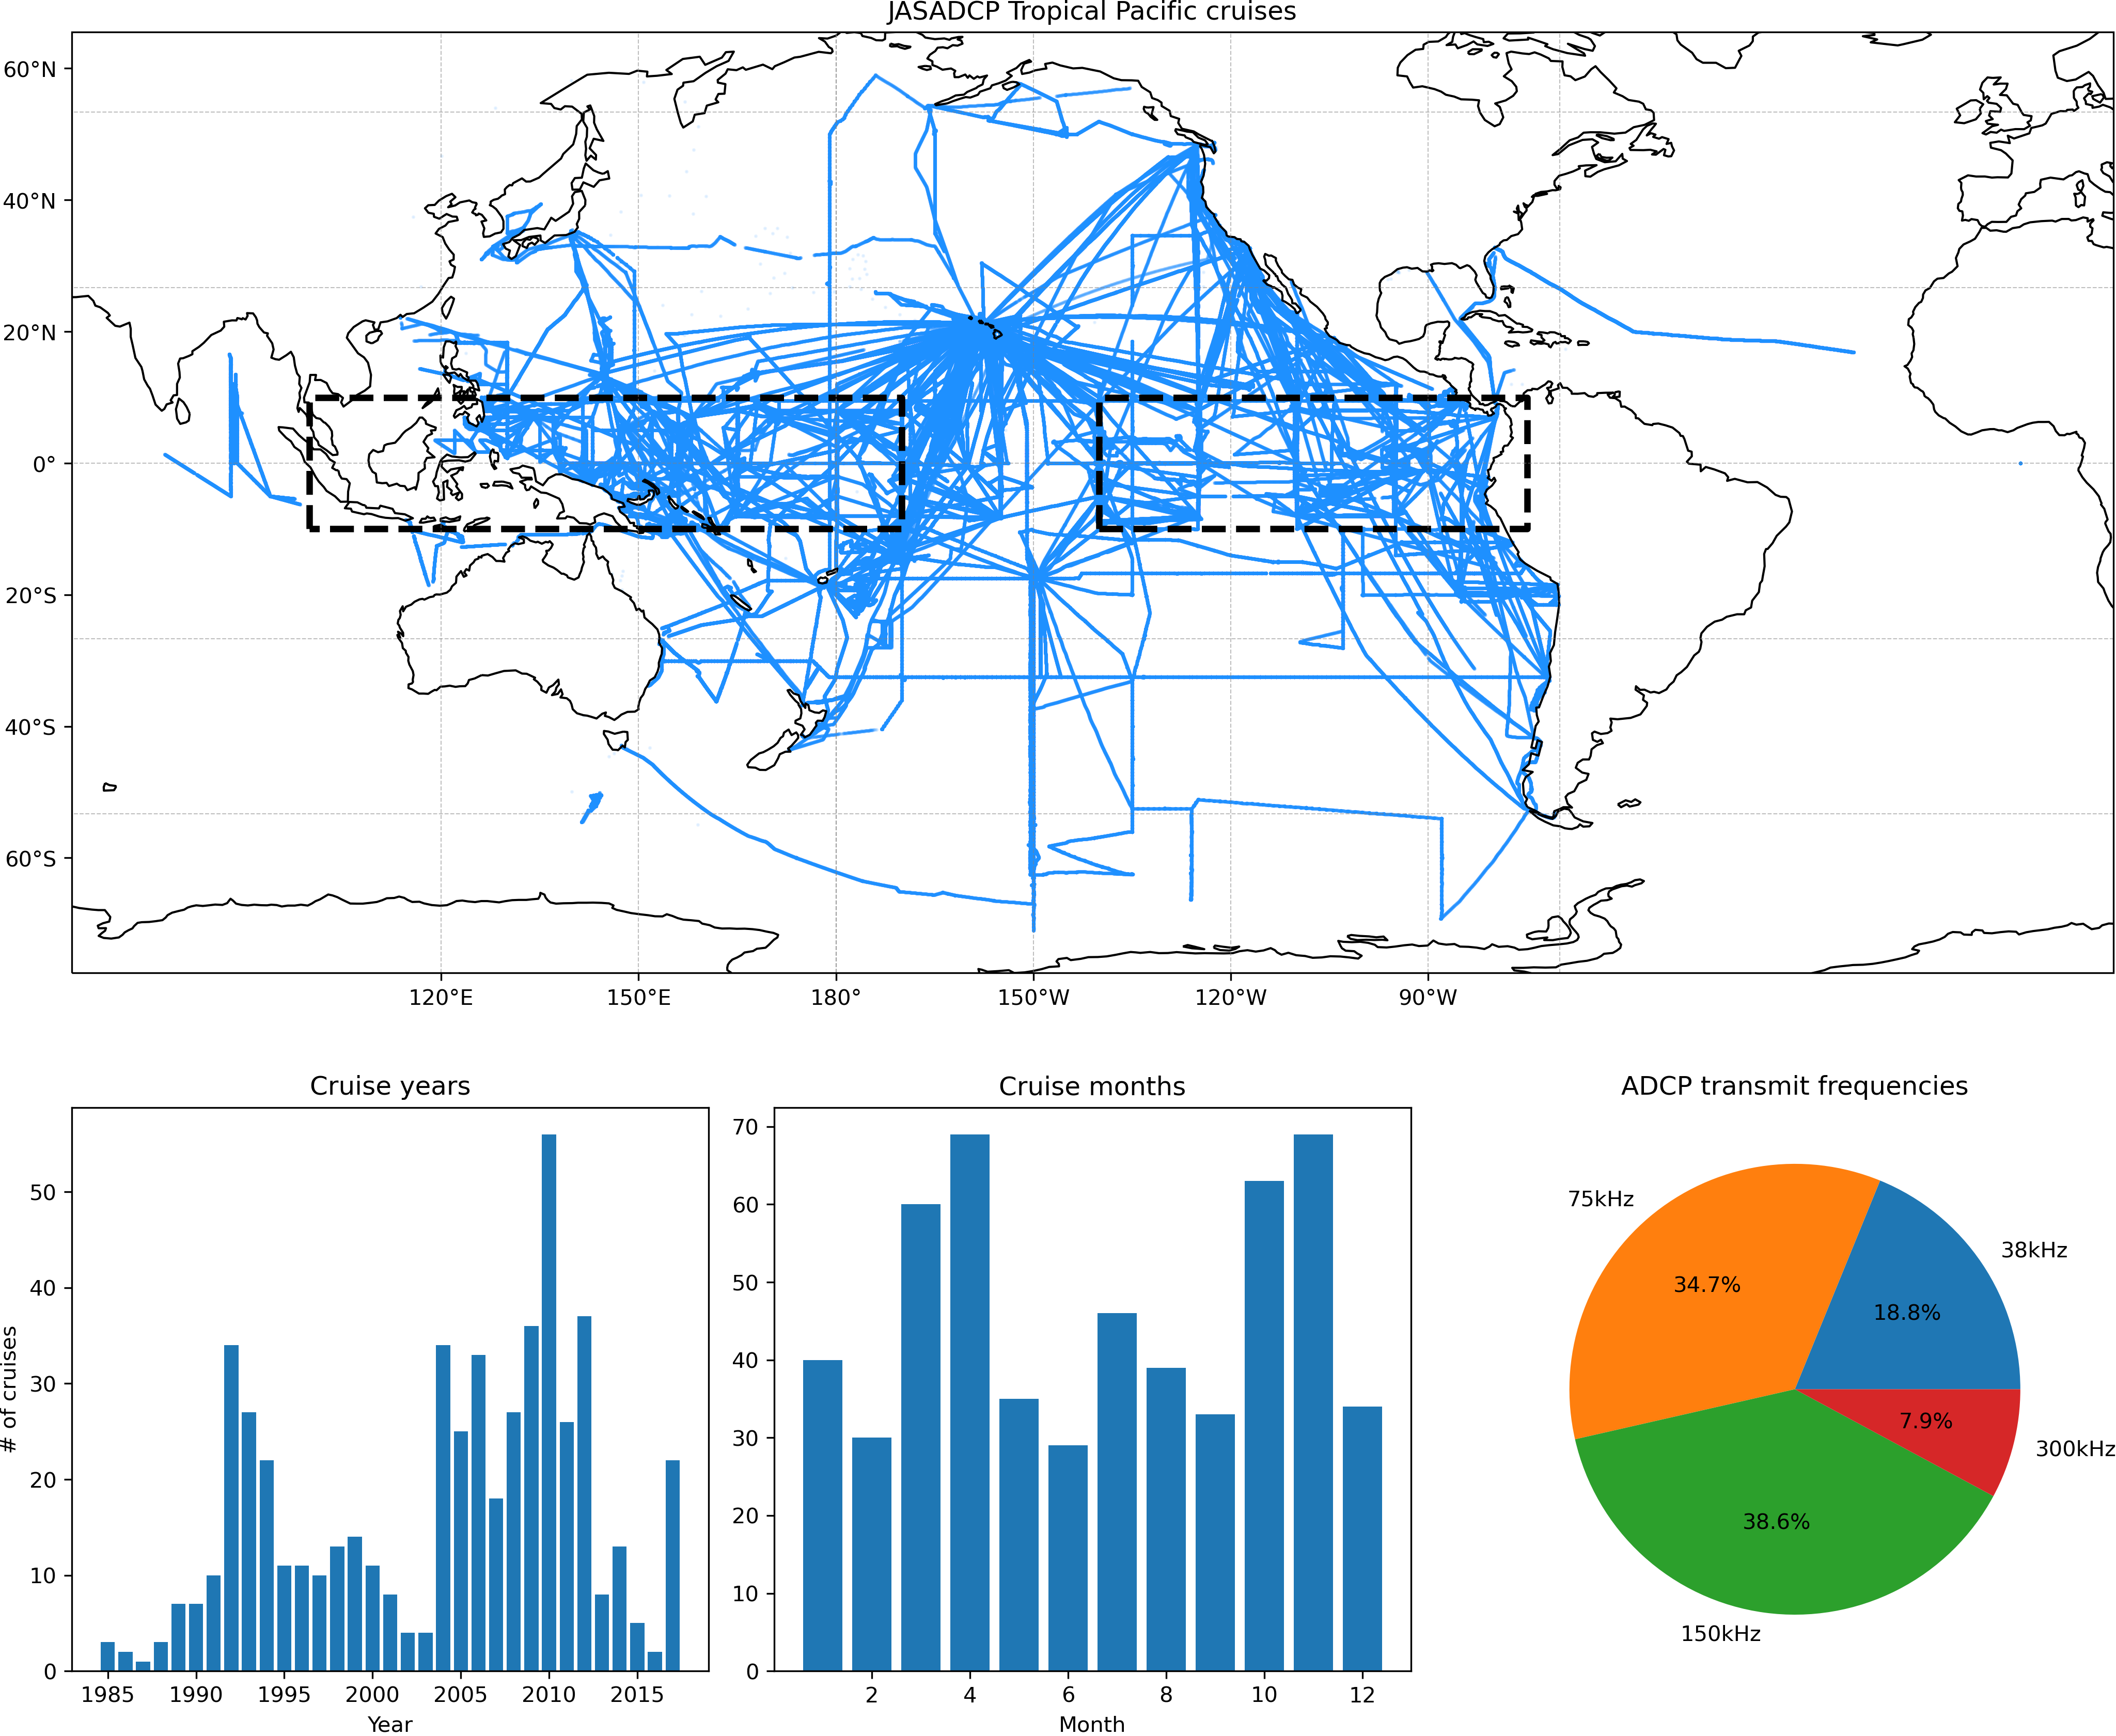 JASADCP Tropical Pacific cruises
60°N
40°N
20°N
0°
20°S
40°S
60°S
120°E 150°E 180° 150°W 120°W 90°W
Cruise years
# of cruises
50
40
30
20
10
0
1985 1990 1995 2000 2005 2010 2015
Year
Cruise months
70
60
50
40
30
20
10
0
2 4 6 8 10 12
Month
ADCP transmit frequencies
75kHz
38kHz
34.7%
18.8%
7.9%
300kHz
38.6%
150kHz